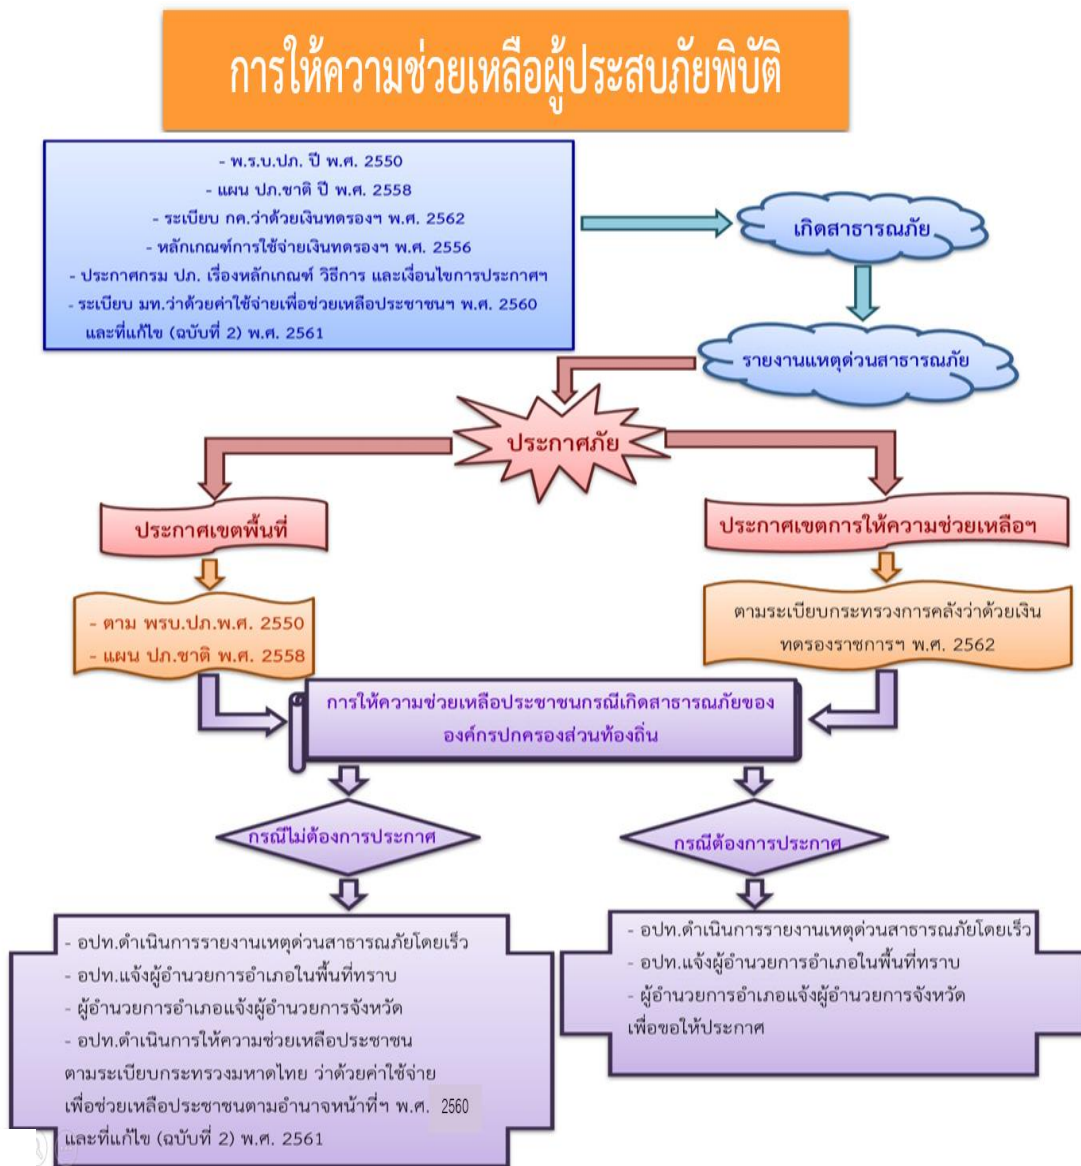 การให้ความช่วยเหลือผู้ประสบภัยพิบัติ
- พ.ร.บ.ปภ. ปี พ.ศ. 2550
- แผน ปภ.ชาติ ปี พ.ศ. 2558
- ระเบียบ กค.ว่าด้วยเงินทดรองฯ พ.ศ. 2562
- หลักเกณฑ์การใช้จ่ายเงินทดรองฯ พ.ศ. 2556
- ประกาศกรม ปภ. เรื่องหลักเกณฑ์ วิธีการ และเงื่อนไขการประกาศฯ
- ระเบียบ มท.ว่าด้วยค่าใช้จ่ายเพื่อช่วยเหลือประชาชนฯ พ.ศ. 2560
และที่แก้ไข (ฉบับที่ 2) พ.ศ. 2561
เกิดสาธารณภัย
รายงานแหตุด่วนสาธารณภัย
ประกาศภัย
ประกาศเขตพื้นที่
ประกาศเขตการให้ความช่วยเหลือฯ
- ตาม พรบ.ปภ.พ.ศ. 2550
- แผน ปภ.ชาติ พ.ศ. 2558
ตามระเบียบกระทรวงการคลังว่าด้วยเงิน
ทดรองราชการฯ พ.ศ. 2562
การให้ความช่วยเหลือประชาชนกรณีเกิดสาธารณภัยของ
องค์กรปกครองส่วนท้องถิ่น
กรณีไม่ต้องการประกาศ
กรณีต้องการประกาศ
- อปท.ดำเนินการรายงานเหตุด่วนสาธารณภัยโดยเร็ว
- อปท.แจ้งผู้อำนวยการอำเภอในพื้นที่ทราบ
- ผู้อำนวยการอำเภอแจ้งผู้อำนวยการจังหวัด
- อปท.ดำเนินการให้ความช่วยเหลือประชาชน
ตามระเบียบกระทรวงมหาดไทย ว่าด้วยค่าใช้จ่าย
เพื่อช่วยเหลือประชาชนตามอำนาจหน้าที่ฯ พ.ศ. 2560
และที่แก้ไข (ฉบับที่ 2) พ.ศ. 2561
- อปท.ดำเนินการรายงานเหตุด่วนสาธารณภัยโดยเร็ว
- อปท.แจ้งผู้อำนวยการอำเภอในพื้นที่ทราบ
- ผู้อำนวยการอำเภอแจ้งผู้อำนวยการจังหวัด
เพื่อขอให้ประกาศ